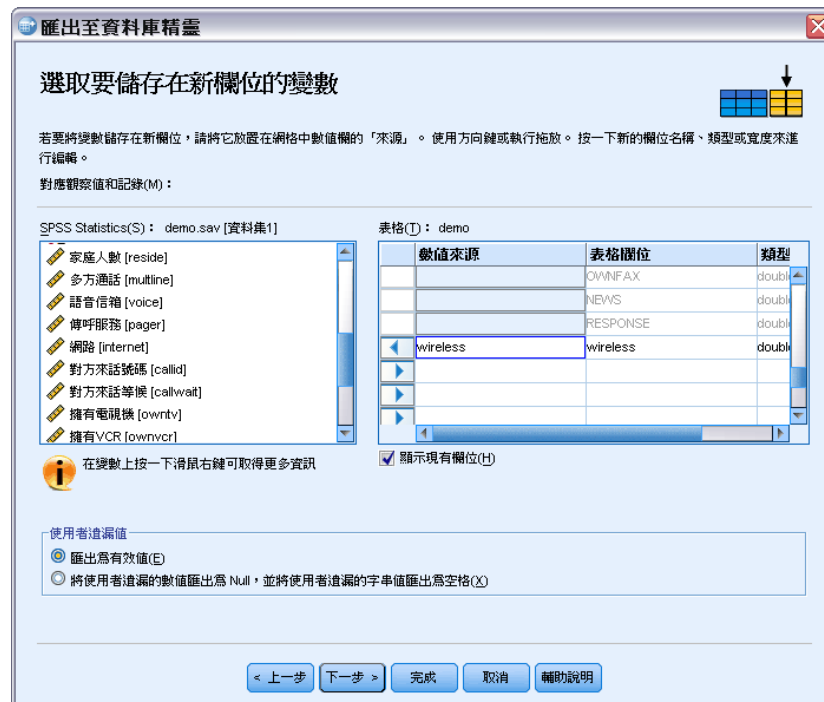 匯出至資料庫精靈
選取要儲存在新欄位的變數
若要將變數儲存在新欄位,請將它放置在網格中數值欄的「來源」。使用方向鍵或執行拖放。按一下新的欄位名稱、類型或寬度來進
行編輯。
對應觀察值和記錄(M):
SPSS Statistics(S): demo.sav [資料集1]
表格(T): demo
家庭人數 [reside]
多方通話 [multline]
語音信箱 [voice]
傳呼服務 [pager]
網路 [internet]
對方來話號碼 [callid]
對方來話等候 [callwait]
擁有電視機 [owntv]
擁有VCR [ownvcr]
數值來源 表格欄位 類型
OWNFAX doubl
NEWS doubl
RESPONSE doubl
wireless wireless doubl
在變數上按一下滑鼠右鍵可取得更多資訊
顯示現有欄位(H)
使用者遺漏值
匯出為有效值(E)
將使用者遺漏的數值匯出為 Null,並將使用者遺漏的字串值匯出為空格(X)
< 上一步 下一步 > 完成 取消 輔助說明